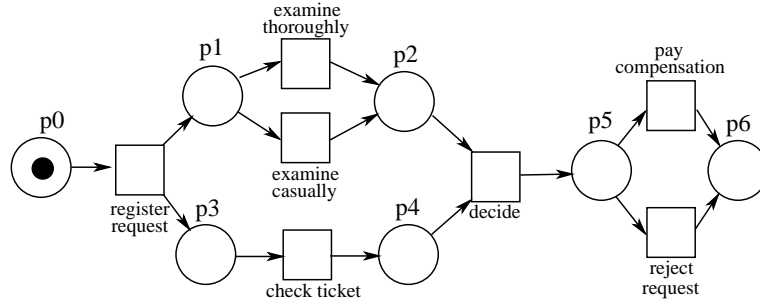 examine
thoroughly
p1
p2
pay
compensation
p0
p5
p6
examine
casually
register
request
p3
p4
decide
check ticket
reject
request